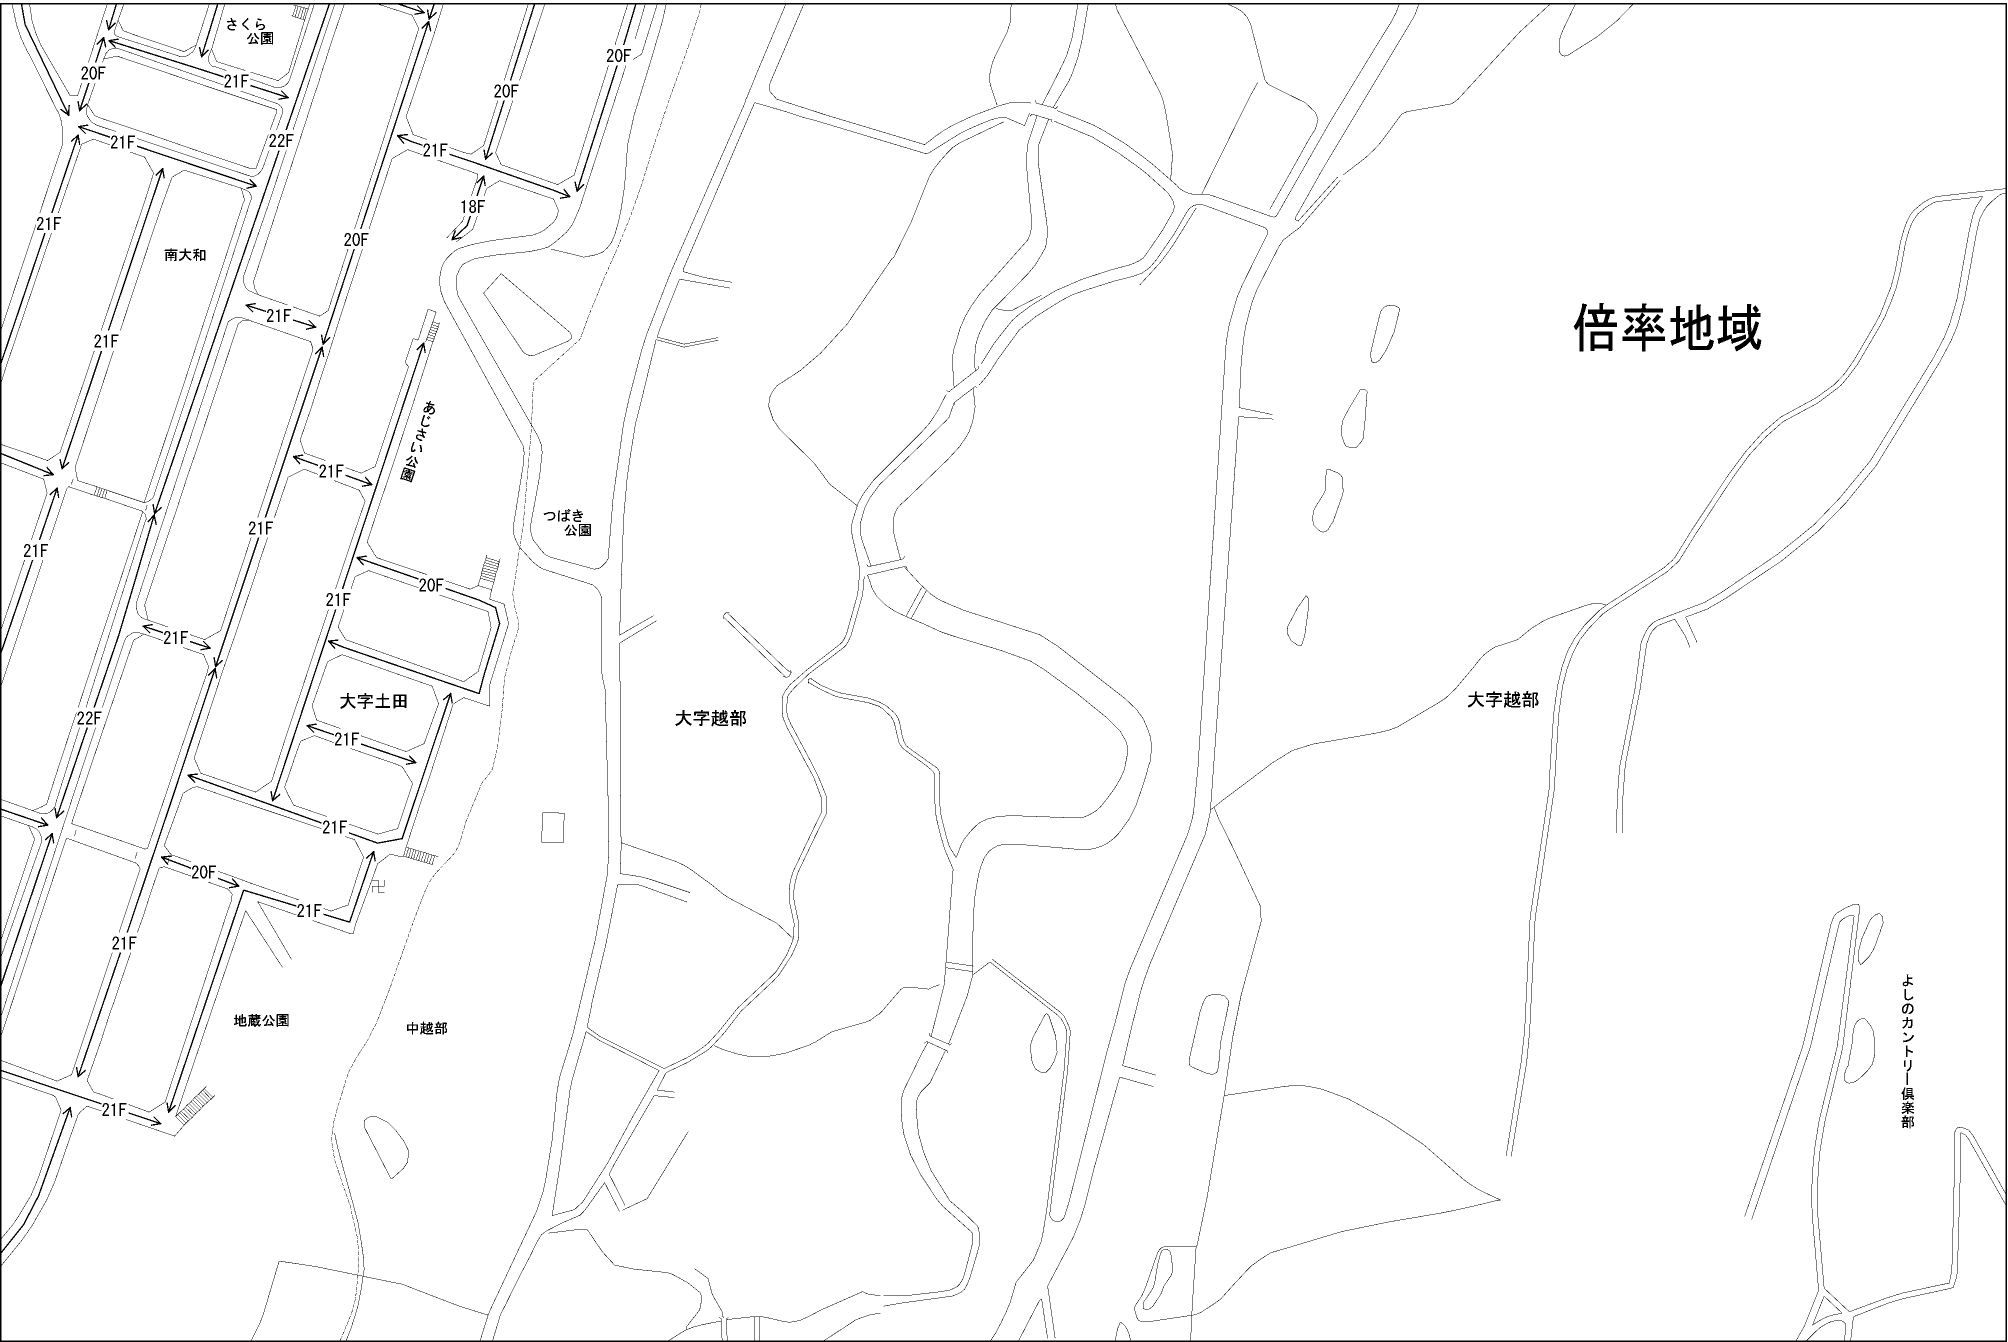 さくら
公園
20F
20F
21F
20F
22F
21F
21F
18F
21F
20F
南大和
21F
倍率地域
21F
あじさい公園
21F
つばき
公園
21F
21F
20F
21F
21F
大字土田
大字越部
大字越部
22F
21F
21F
20F
21F
21F
よしのカントリー倶楽部
地蔵公園
中越部
21F